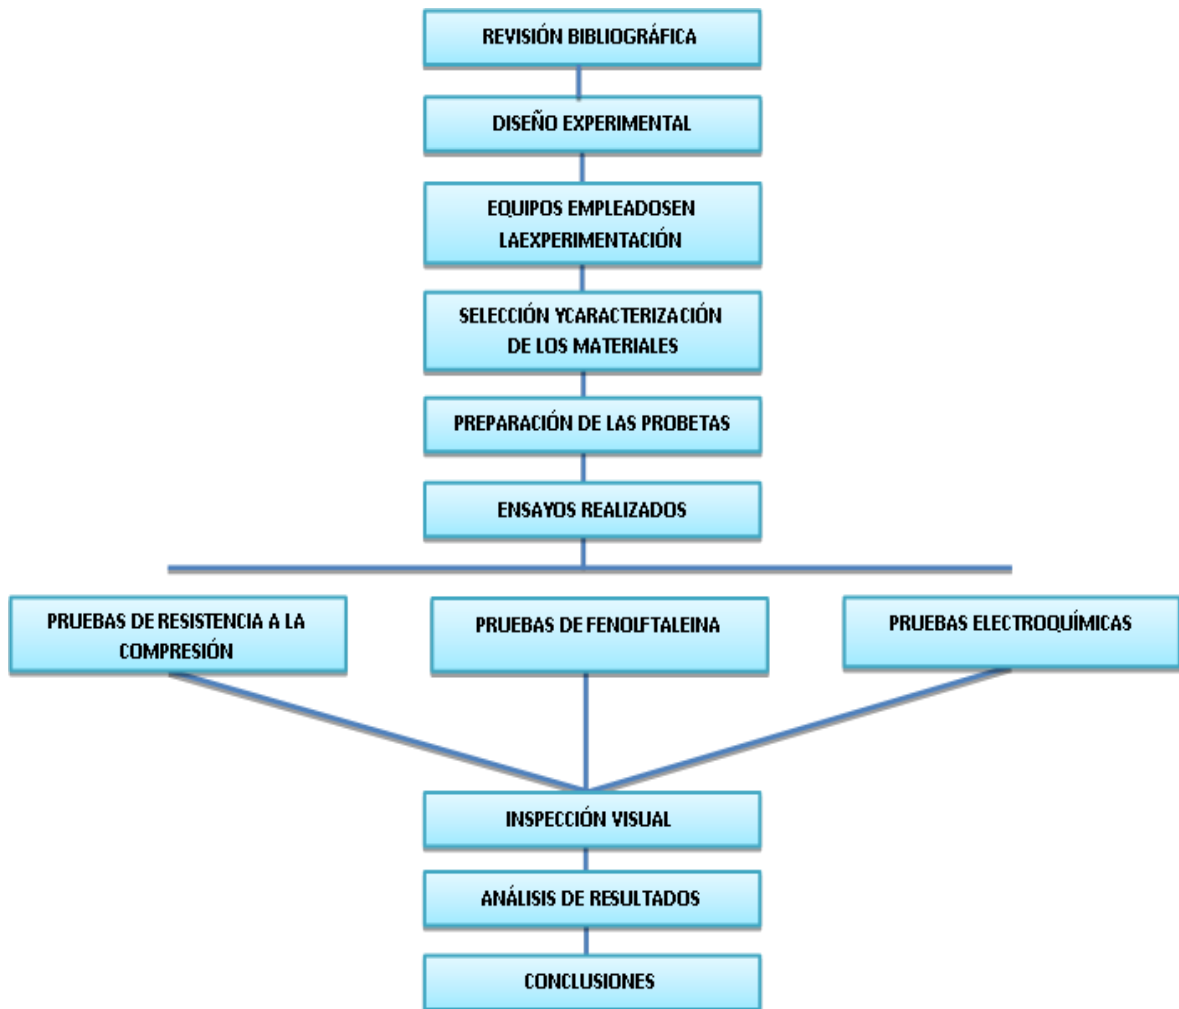 REVISIÓN BIBLIOGRÁFICA
DISEÑO EXPERIMENTAL
EQUIPOS EMPLEADOSEN
LAEXPERIMENTACIÓN
SELECCIÓN YCARACTERIZACIÓN
DE LOS MATERIALES
PREPARACIÓN DE LAS PROBETAS
ENSAYOS REALIZADOS
PRUEBAS DE RESISTENCIA A LA
COMPRESIÓN
PRUEBAS DE FENOLFTALEINA
PRUEBAS ELECTROQUÍMICAS
INSPECCIÓN VISUAL
ANÁLISIS DE RESULTADOS
CONCLUSIONES